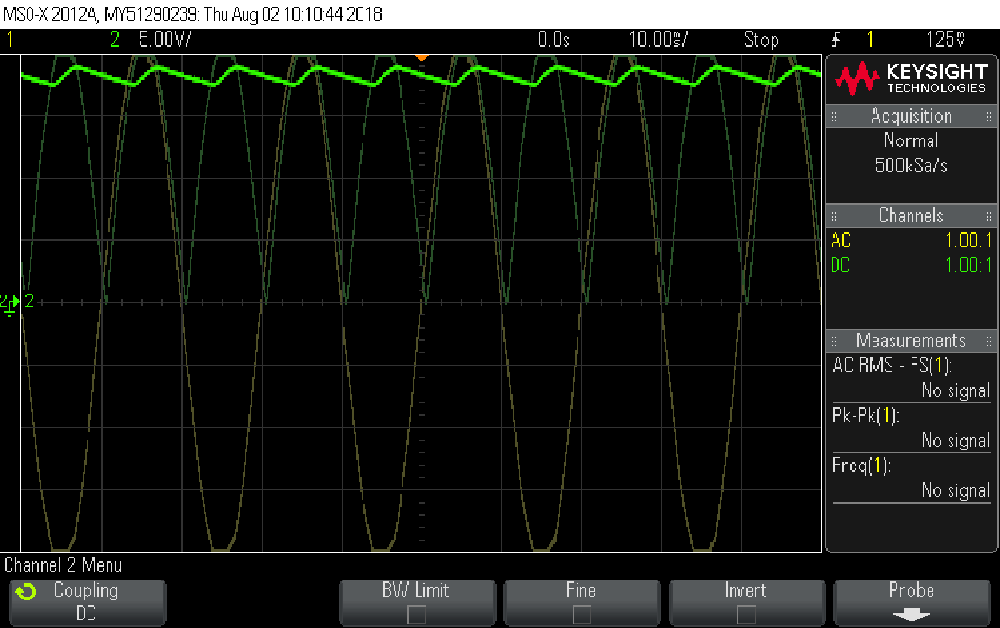 MSO-X 2012A, MY51290239: Thu Aug 02 10:10:44 2018
1 2 5.00V/ 0.0s 10.00ms/ Stop 1 125mV
KEYSIGHT
TECHNOLOGIES
Acquisition
Normal
500kSa/s
Channels
AC 1.00:1
DC 1.00:1
2 2
Measurements
AC RMS - FS(1):
No signal
Pk-Pk(1):
No signal
Freq(1):
No signal
Channel 2 Menu
Coupling BW Limit Fine Invert Probe
DC